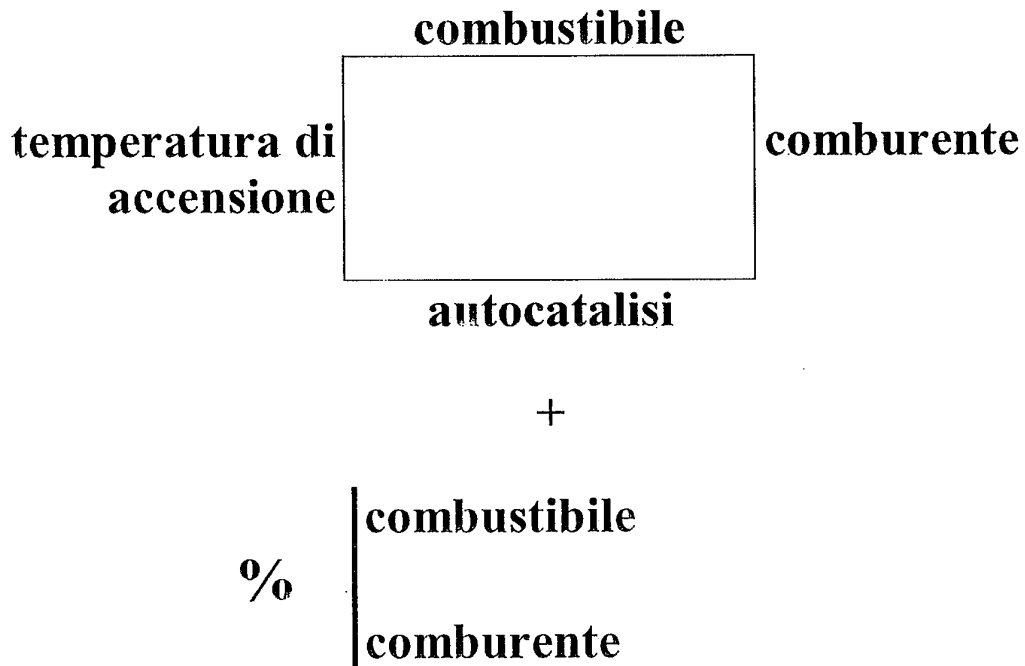 combustibile
temperatura di
accensione
comburente
autocatalisi
+
combustibile
%
comburente